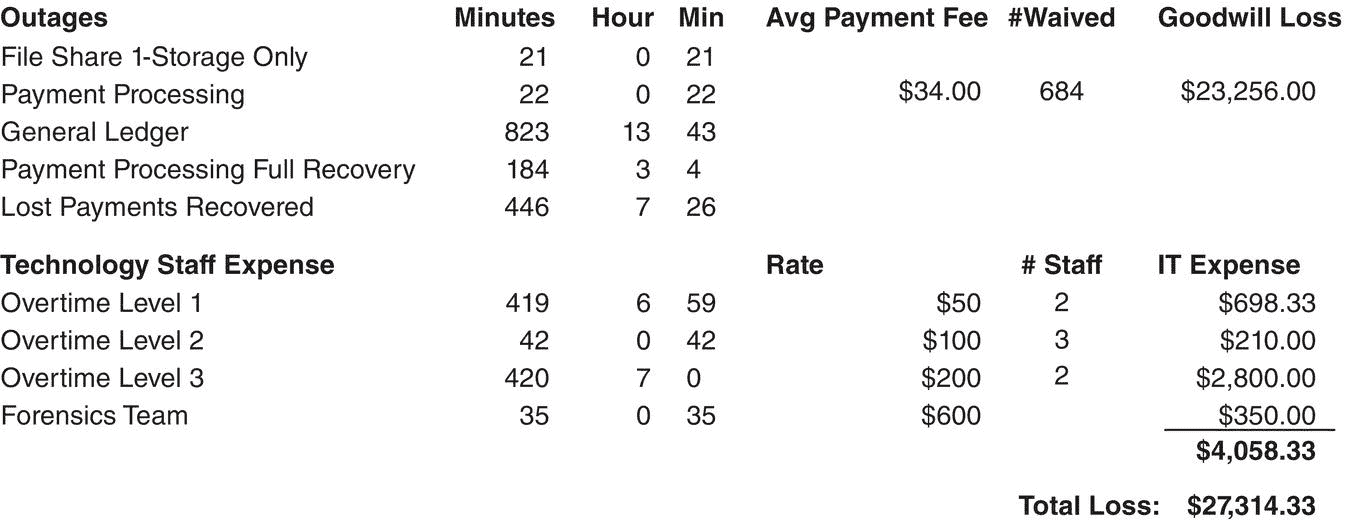 Outages Minutes Hour Min Avg Payment Fee #Waived Goodwill Loss
File Share 1-Storage Only 21 0 21
Payment Processing 22 0 22 $34.00 684 $23,256.00
General Ledger 823 13 43
Payment Processing Full Recovery 184 3 4
Lost Payments Recovered 446 7 26
Technology Staff Expense Rate # Staff IT Expense
Overtime Level 1 419 6 59 $50 2 $698.33
Overtime Level 2 42 0 42 $100 3 $210.00
Overtime Level 3 420 7 0 $200 2 $2,800.00
Forensics Team 35 0 35 $600 $350.00
$4,058.33
Total Loss: $27,314.33